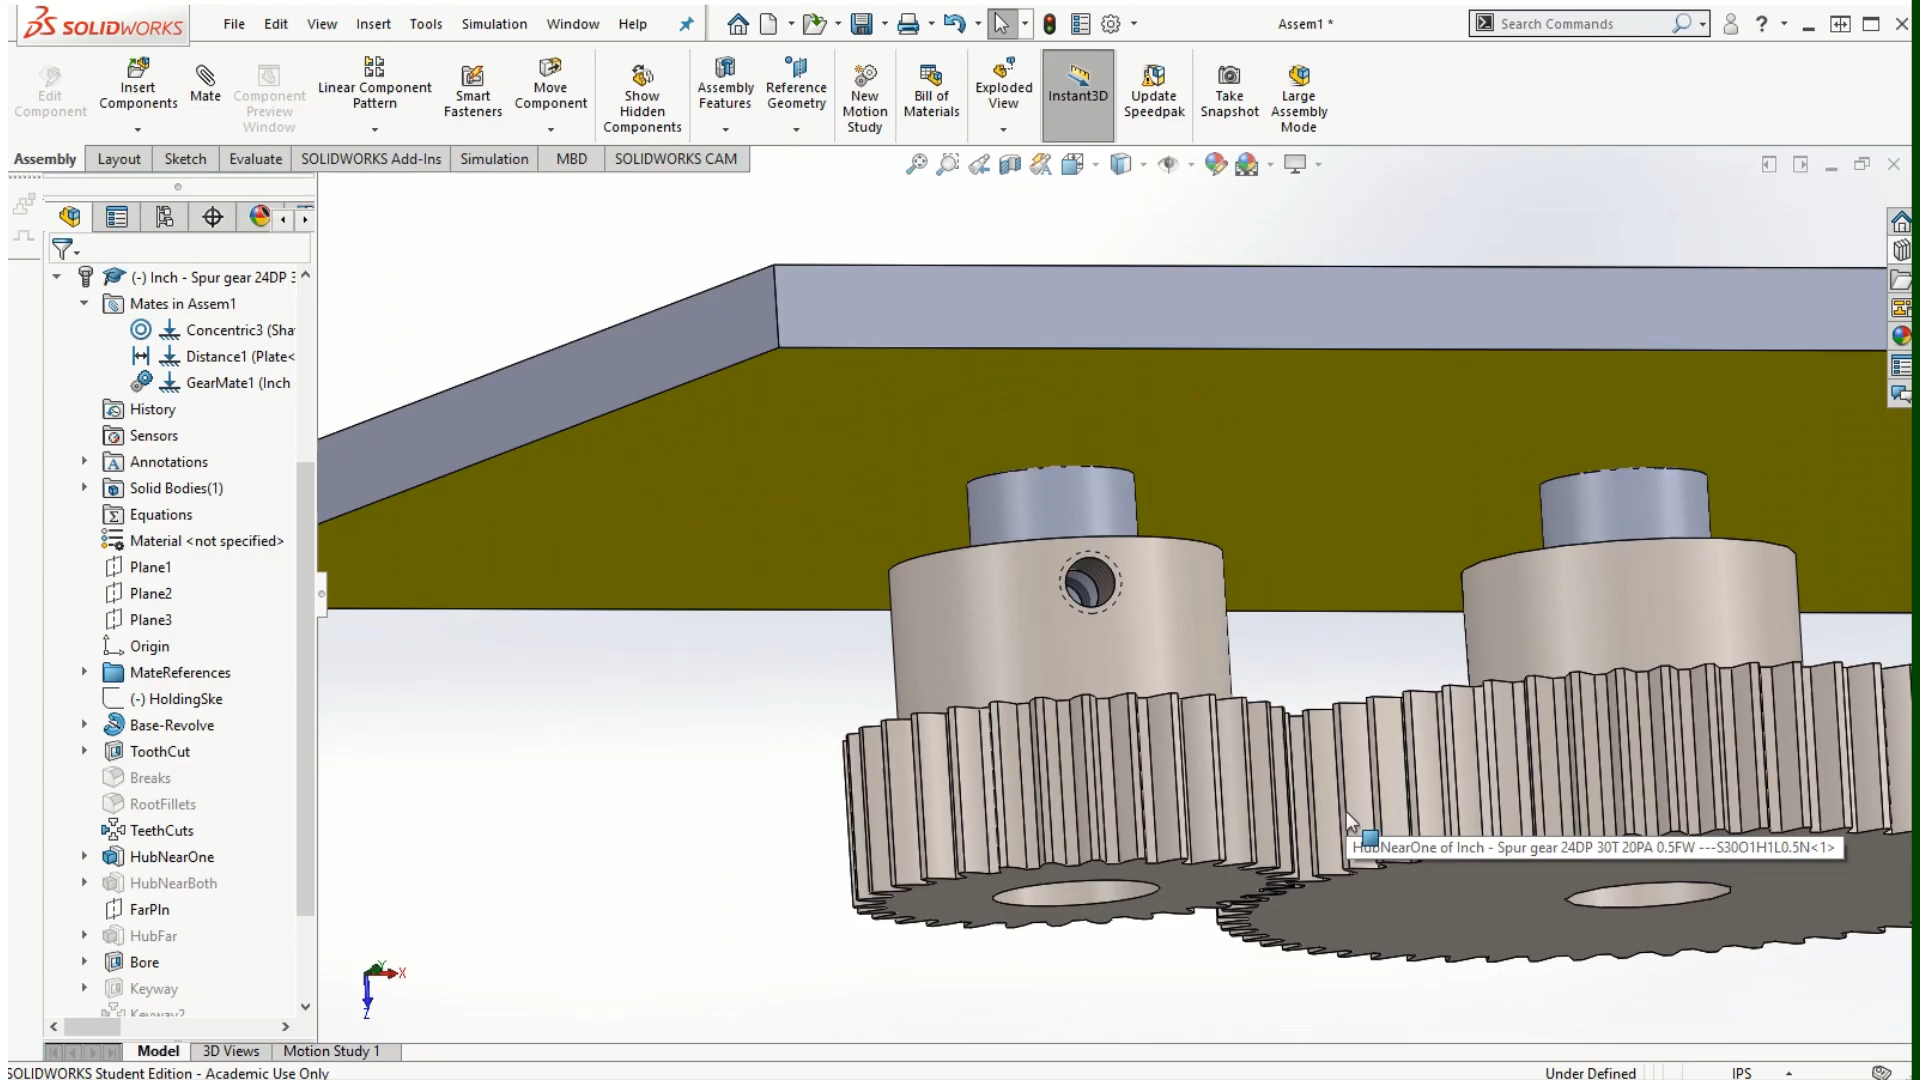 SOLIDWORKS
File Edit View Insert Tools Simulation Window Help
Assem1 *
Search Commands
?
Edit Component
Insert Components
Mate
Component Preview Window
Linear Component Pattern
Smart Fasteners
Move Component
Show Hidden Components
Assembly Features
Reference Geometry
New Motion Study
Bill of Materials
Exploded View
Instant3D
Update Speedpak
Take Snapshot
Large Assembly Mode
Assembly Layout Sketch Evaluate SOLIDWORKS Add-Ins Simulation MBD SOLIDWORKS CAM
(-) Inch - Spur gear 24DP 3
Mates in Assem1
Concentric3 (Sha
Distance1 (Plate<
GearMate1 (Inch
History
Sensors
Annotations
Solid Bodies(1)
Equations
Material <not specified>
Plane1
Plane2
Plane3
Origin
MateReferences
(-) HoldingSke
Base-Revolve
ToothCut
Breaks
RootFillets
TeethCuts
HubNearOne
HubNearBoth
FarPln
HubFar
Bore
Keyway
Keyway2
HubNearOne of Inch - Spur gear 24DP 30T 20PA 0.5FW ---S30O1H1L0.5N<1>
Y
X
Z
Model 3D Views Motion Study 1
SOLIDWORKS Student Edition - Academic Use Only
Under Defined
IPS